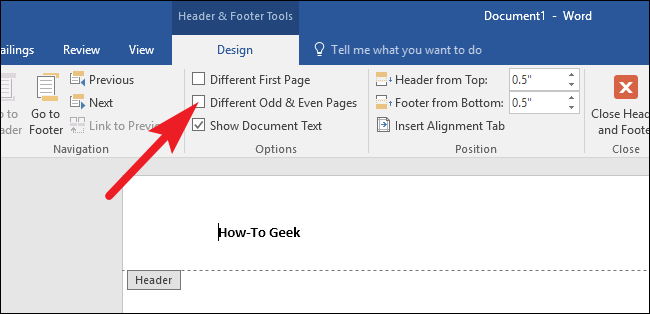 Header & Footer Tools
Document1 - Word
ailings Review View Design Tell me what you want to do
Previous
Next
Link to Previ
o to
ader
Go to
Footer
Navigation
Different First Page
Different Odd & Even Pages
Show Document Text
Options
Header from Top: 0.5"
Footer from Bottom: 0.5"
Insert Alignment Tab
Position
Close Head
and Foote
Close
How-To Geek
Header